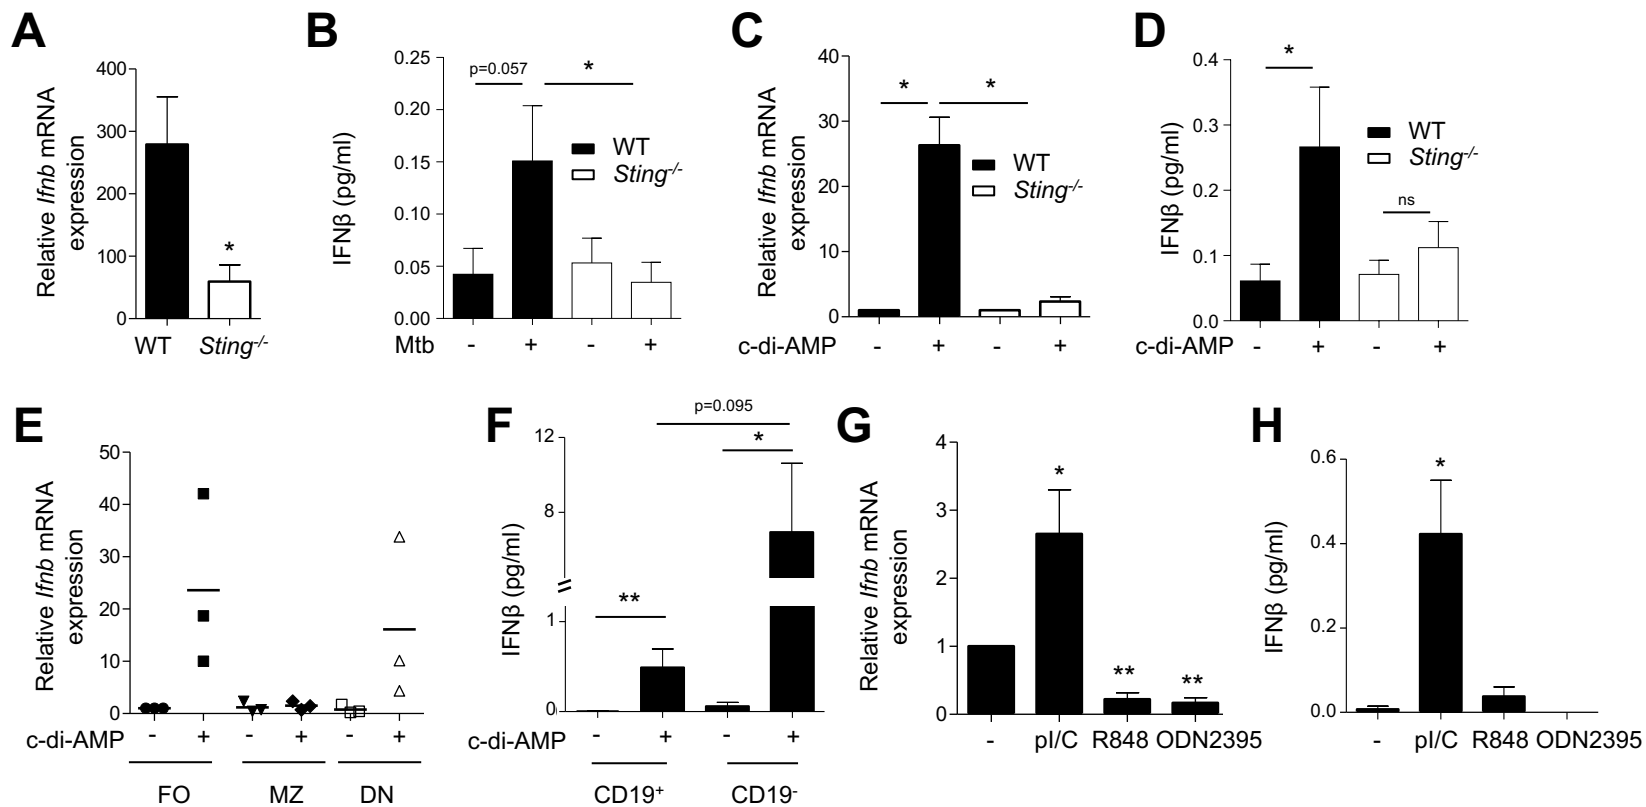 A
Relative Ifnb mRNA
expression
400
300
200
100
0
*
WT Sting-/-
B
IFNβ (pg/ml)
0.25
0.20
0.15
0.10
0.05
0.00
p=0.057 *
WT
Sting-/-
Mtb - + - +
C
Relative Ifnb mRNA
expression
40
30
20
10
0
* *
WT
Sting-/-
c-di-AMP - + - +
D
IFNβ (pg/ml)
0.4
0.3
0.2
0.1
0.0
*
WT
Sting-/-
ns
c-di-AMP - + - +
E
Relative Ifnb mRNA
expression
50
40
30
20
10
0
c-di-AMP - + - + - +
FO MZ DN
F
IFNβ (pg/ml)
12
8
1
0
p=0.095
*
**
c-di-AMP - + - +
CD19+ CD19-
G
Relative Ifnb mRNA
expression
4
3
2
1
0
*
** **
- pI/C R848 ODN2395
H
IFNβ (pg/ml)
0.6
0.4
0.2
0.0
*
- pI/C R848 ODN2395